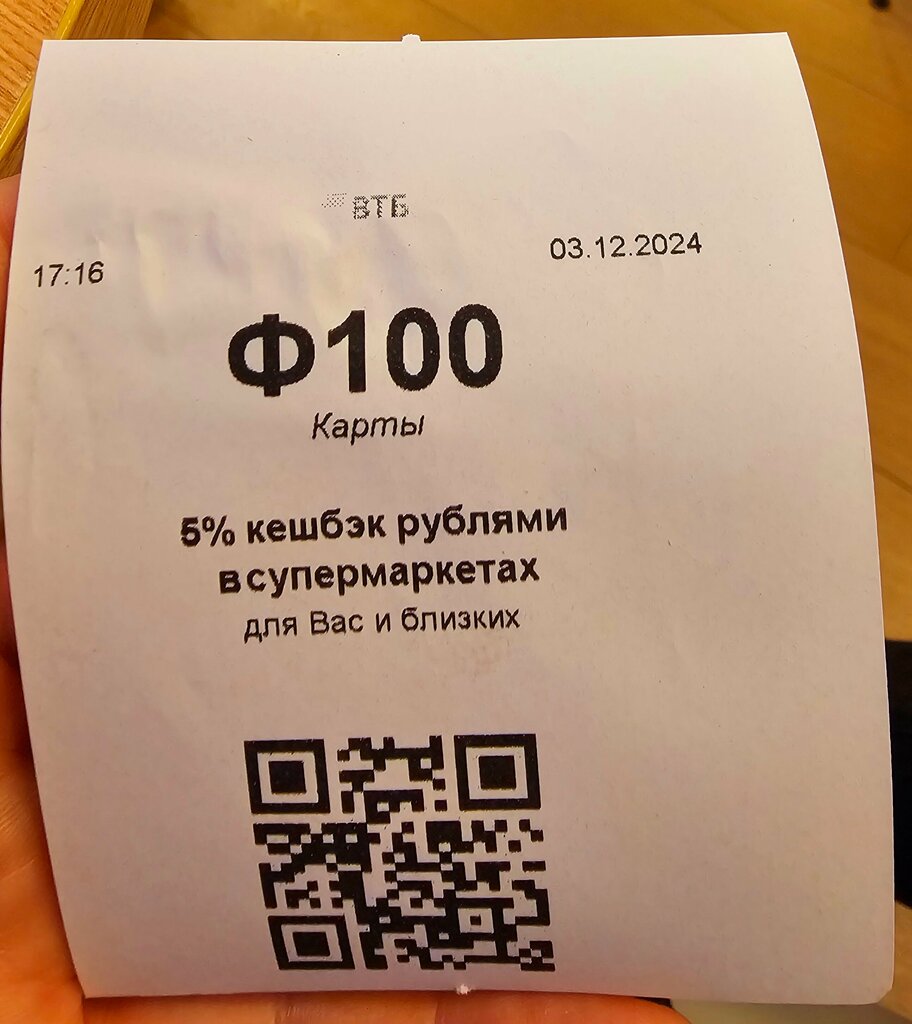 ВТБ
03.12.2024
17:16
Ф100
Карты
5% кешбэк рублями
в супермаркетах
для Вас и близких